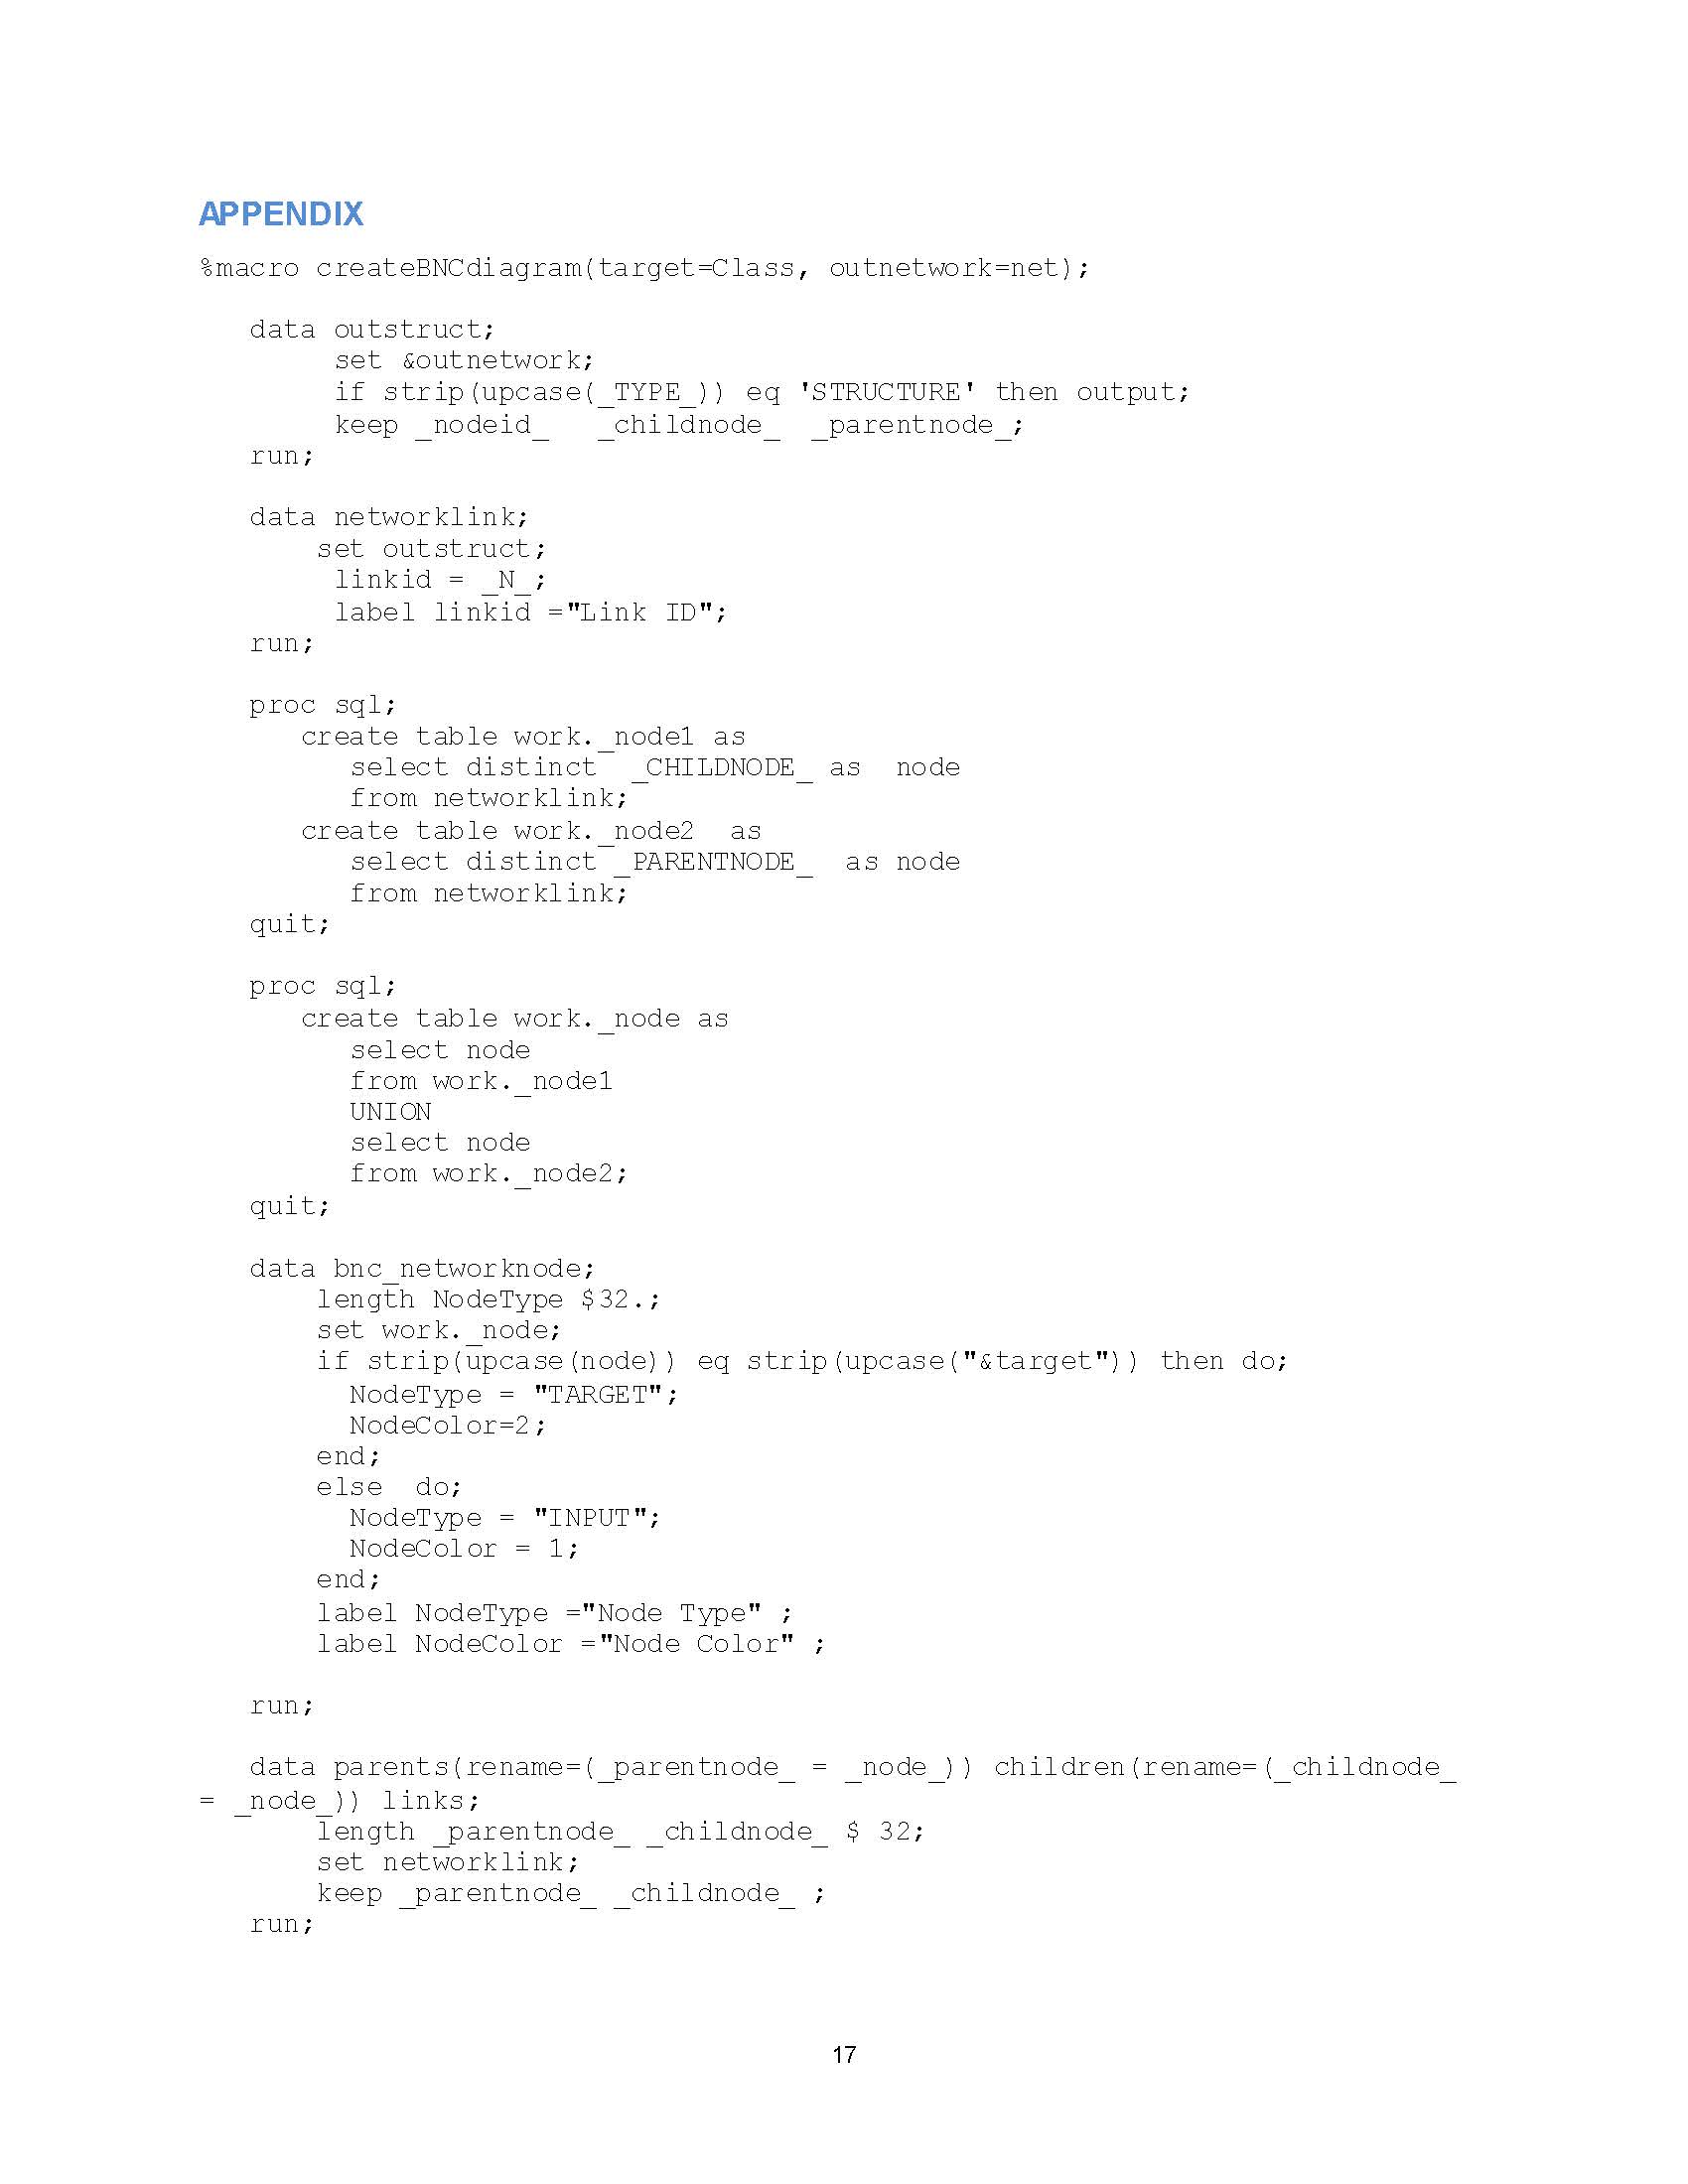 APPENDIX
%macro createBNCdiagram(target=Class, outnetwork=net);
data outstruct;
set &outnetwork;
if strip(upcase(_TYPE_)) eq 'STRUCTURE' then output;
keep _nodeid_ _childnode_ _parentnode_;
run;
data networklink;
set outstruct;
linkid = _N_;
label linkid ="Link ID";
run;
proc sql;
create table work._node1 as
select distinct _CHILDNODE_ as node
from networklink;
create table work._node2 as
select distinct _PARENTNODE_ as node
from networklink;
quit;
proc sql;
create table work._node as
select node
from work._node1
UNION
select node
from work._node2;
quit;
data bnc_networknode;
length NodeType $32.;
set work._node;
if strip(upcase(node)) eq strip(upcase("&target")) then do;
NodeType = "TARGET";
NodeColor=2;
end;
else do;
NodeType = "INPUT";
NodeColor = 1;
end;
label NodeType ="Node Type" ;
label NodeColor ="Node Color" ;
run;
data parents(rename=(_parentnode_ = _node_)) children(rename=(_childnode_
= _node_)) links;
length _parentnode_ _childnode_ $ 32;
set networklink;
keep _parentnode_ _childnode_ ;
run;
17